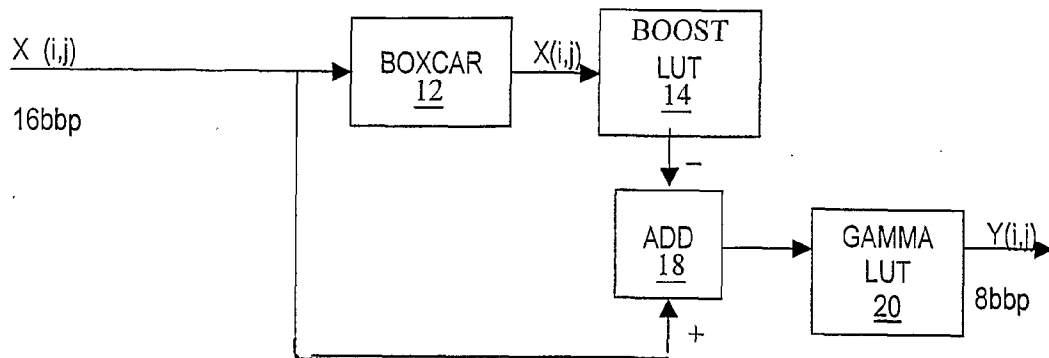 X (i,j)
16bbp
BOXCAR
12
X(i,j)
BOOST
LUT
14
−
ADD
18
+
GAMMA
LUT
20
Y(i,j)
8bbp